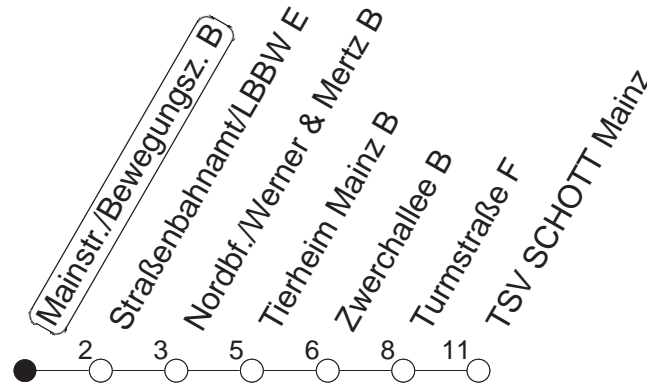 Mainstr./Bewegungsz. B
Straßenbahnamt/LBBW E
Nordbf./Werner & Mertz B
Tierheim Mainz B
Zwerchallee B
Turmstraße F
TSV SCHOTT Mainz
2 3 5 6 8 11